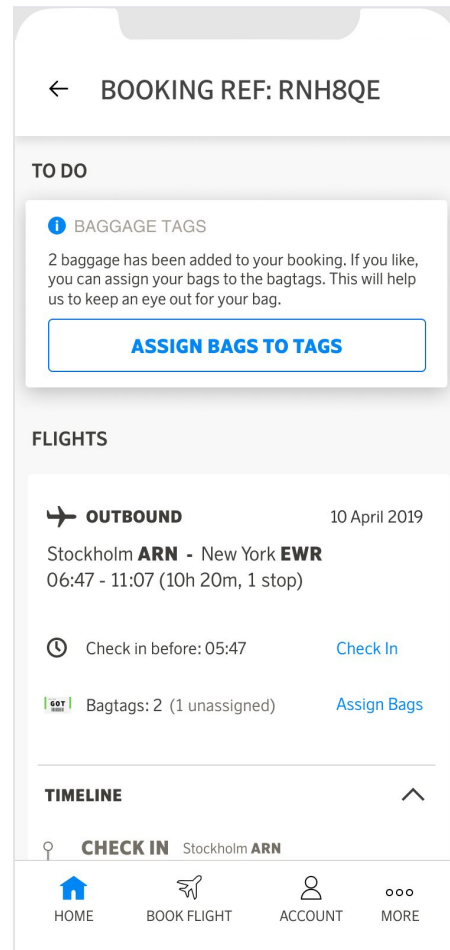 BOOKING REF: RNH8QE
TO DO
BAGGAGE TAGS
2 baggage has been added to your booking. If you like,
you can assign your bags to the bagtags. This will help
us to keep an eye out for your bag.
ASSIGN BAGS TO TAGS
FLIGHTS
OUTBOUND 10 April 2019
Stockholm ARN - New York EWR
06:47 - 11:07 (10h 20m, 1 stop)
Check in before: 05:47 Check In
GOT Bagtags: 2 (1 unassigned) Assign Bags
TIMELINE
CHECK IN Stockholm ARN
HOME BOOK FLIGHT ACCOUNT MORE